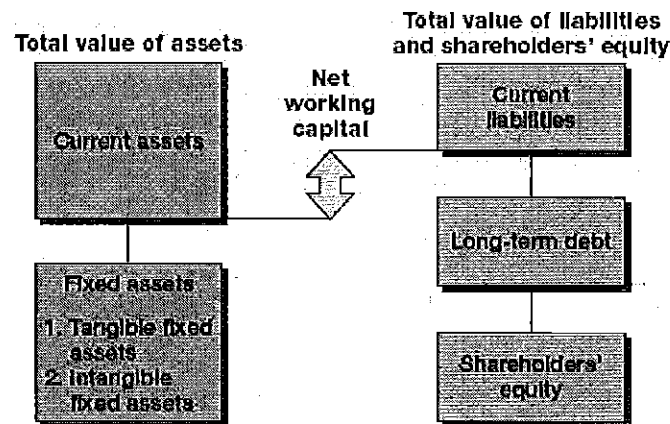 Total value of assets
Current assets
Fixed assets
1. Tangible fixed
assets
2. Intangible
fixed assets
Net
working
capital
Total value of liabilities
and shareholders' equity
Current
liabilities
Long-term debt
Shareholders'
equity